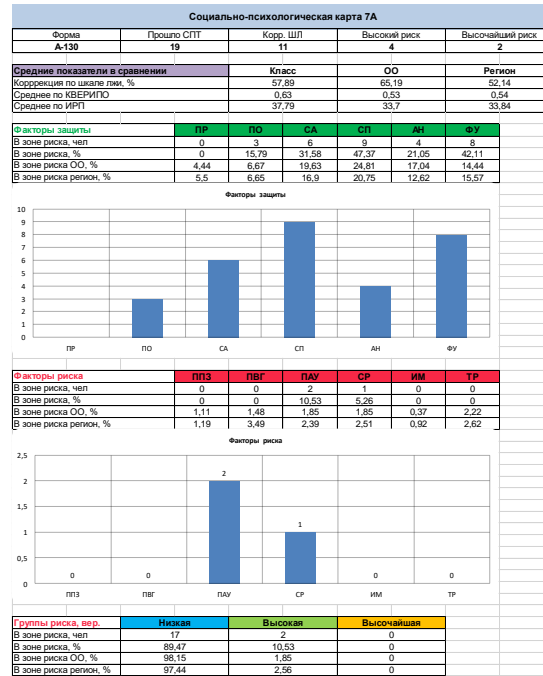 Социально-психологическая карта 7А
Форма Прошло СПТ Корр. ШЛ Высокий риск Высочайший риск
А-130 19 11 4 2
Средние показатели в сравнении Класс ОО Регион
Корррекция по шкале лжи, % 57,89 65,19 52,14
Среднее по КВЕРИПО 0,63 0,53 0,54
Среднее по ИРП 37,79 33,7 33,84
Факторы защиты ПР ПО СА СП АН ФУ
В зоне риска, чел 0 3 6 9 4 8
В зоне риска, % 0 15,79 31,58 47,37 21,05 42,11
В зоне риска ОО, % 4,44 6,67 19,63 24,81 17,04 14,44
В зоне риска регион, % 5,5 6,65 16,9 20,75 12,62 15,57
Факторы защиты
10
9
8
7
6
5
4
3
2
1
0
ПР ПО СА СП АН ФУ
Факторы риска ППЗ ПВГ ПАУ СР ИМ ТР
В зоне риска, чел 0 0 2 1 0 0
В зоне риска, % 0 0 10,53 5,26 0 0
В зоне риска ОО, % 1,11 1,48 1,85 1,85 0,37 2,22
В зоне риска регион, % 1,19 3,49 2,39 2,51 0,92 2,62
Факторы риска
2,5
2
1,5
1
0,5
0
0 0 2 1 0 0
ППЗ ПВГ ПАУ СР ИМ ТР
Группы риска, вер. Низкая Высокая Высочайшая
В зоне риска, чел 17 2 0
В зоне риска, % 89,47 10,53 0
В зоне риска ОО, % 98,15 1,85 0
В зоне риска регион, % 97,44 2,56 0